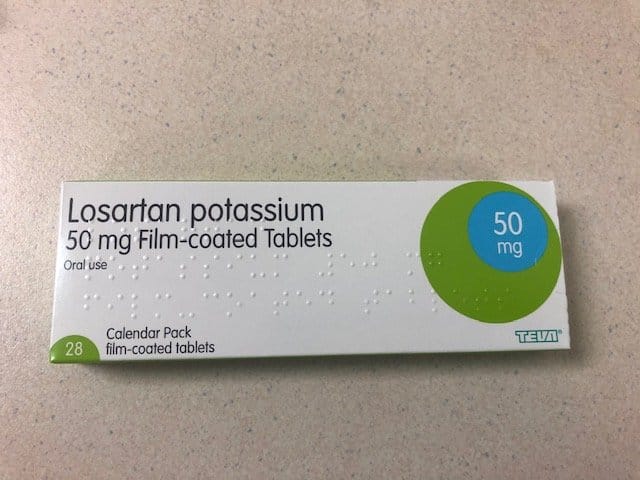 Losartan potassium
50 mg Film-coated Tablets
Oral use
50
mg
28
Calendar Pack
film-coated tablets
TEVA®